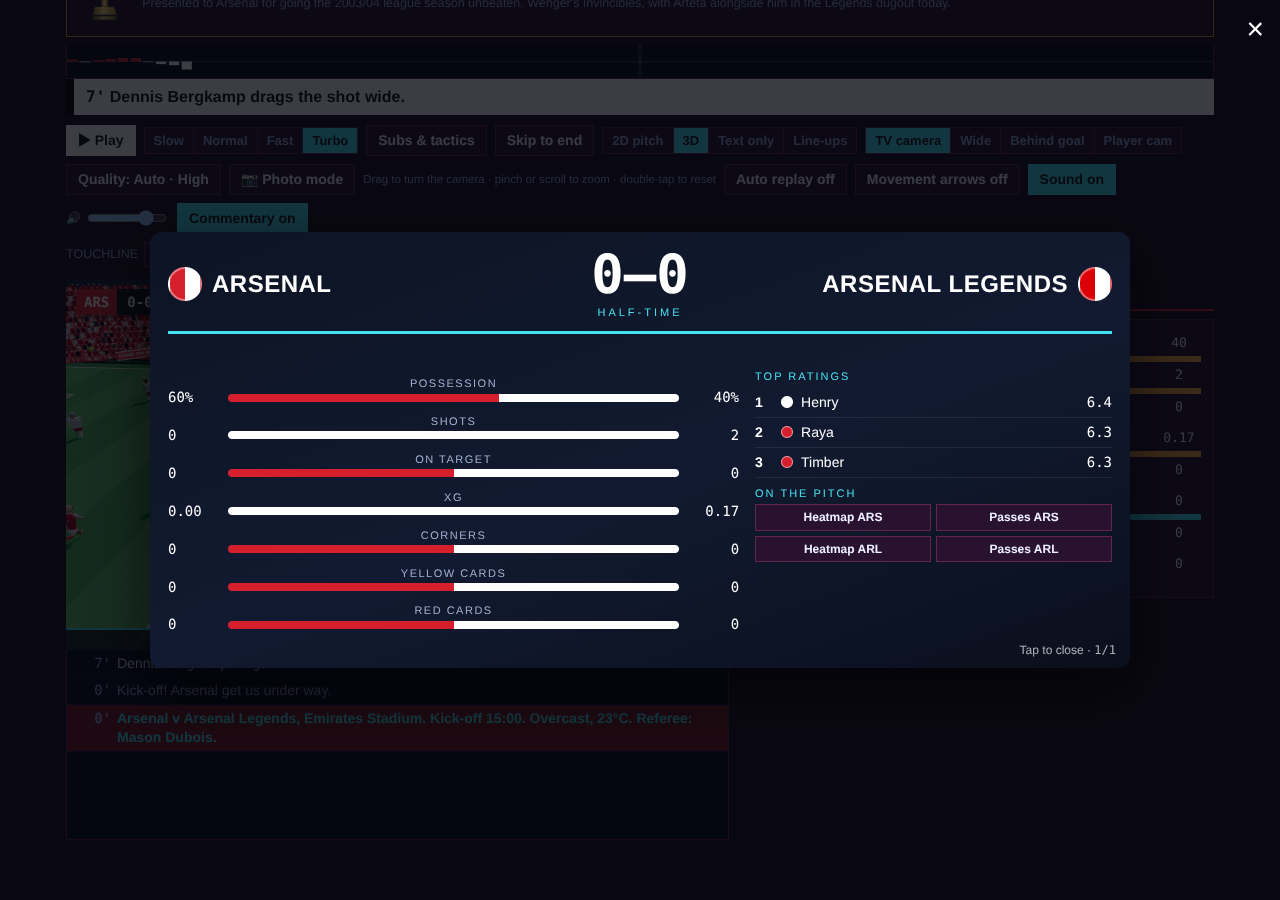 Presented to Arsenal for going the 2003/04 league season unbeaten. Wenger's Invincibles, with Arteta alongside him in the Legends dugout today.
×
7' Dennis Bergkamp drags the shot wide.
▶ Play Slow Normal Fast Turbo Subs & tactics Skip to end 2D pitch 3D Text only Line-ups TV camera Wide Behind goal Player cam
Quality: Auto · High 📷 Photo mode Drag to turn the camera · pinch or scroll to zoom · double-tap to reset Auto replay off Movement arrows off Sound on
🔊 Commentary on
TOUCHLINE
ARS 0-0
ARSENAL 0–0 ARSENAL LEGENDS
HALF-TIME
POSSESSION
60% 40%
SHOTS
0 2
ON TARGET
0 0
XG
0.00 0.17
CORNERS
0 0
YELLOW CARDS
0 0
RED CARDS
0 0
TOP RATINGS
1 Henry 6.4
2 Raya 6.3
3 Timber 6.3
ON THE PITCH
Heatmap ARS Passes ARS
Heatmap ARL Passes ARL
Tap to close · 1/1
40
2
0
0.17
0
0
0
7'
0' Kick-off! Arsenal get us under way.
0' Arsenal v Arsenal Legends, Emirates Stadium. Kick-off 15:00. Overcast, 23°C. Referee:
Mason Dubois.